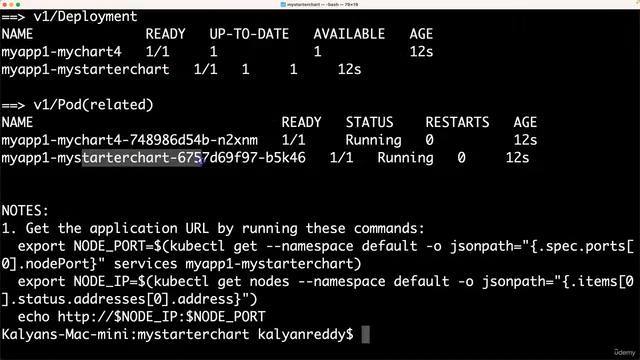 mystarterchart — -bash — 79×19
==> v1/Deployment
NAME READY UP-TO-DATE AVAILABLE AGE
myapp1-mychart4 1/1 1 1 12s
myapp1-mystarterchart 1/1 1 1 12s
==> v1/Pod(related)
NAME READY STATUS RESTARTS AGE
myapp1-mychart4-748986d54b-n2xnm 1/1 Running 0 12s
myapp1-mystarterchart-6757d69f97-b5k46 1/1 Running 0 12s
NOTES:
1. Get the application URL by running these commands:
export NODE_PORT=$(kubectl get --namespace default -o jsonpath="{.spec.ports[
0].nodePort}" services myapp1-mystarterchart)
export NODE_IP=$(kubectl get nodes --namespace default -o jsonpath="{.items[0
].status.addresses[0].address}")
echo http://$NODE_IP:$NODE_PORT
Kalyans-Mac-mini:mystarterchart kalyanreddy$
udemy